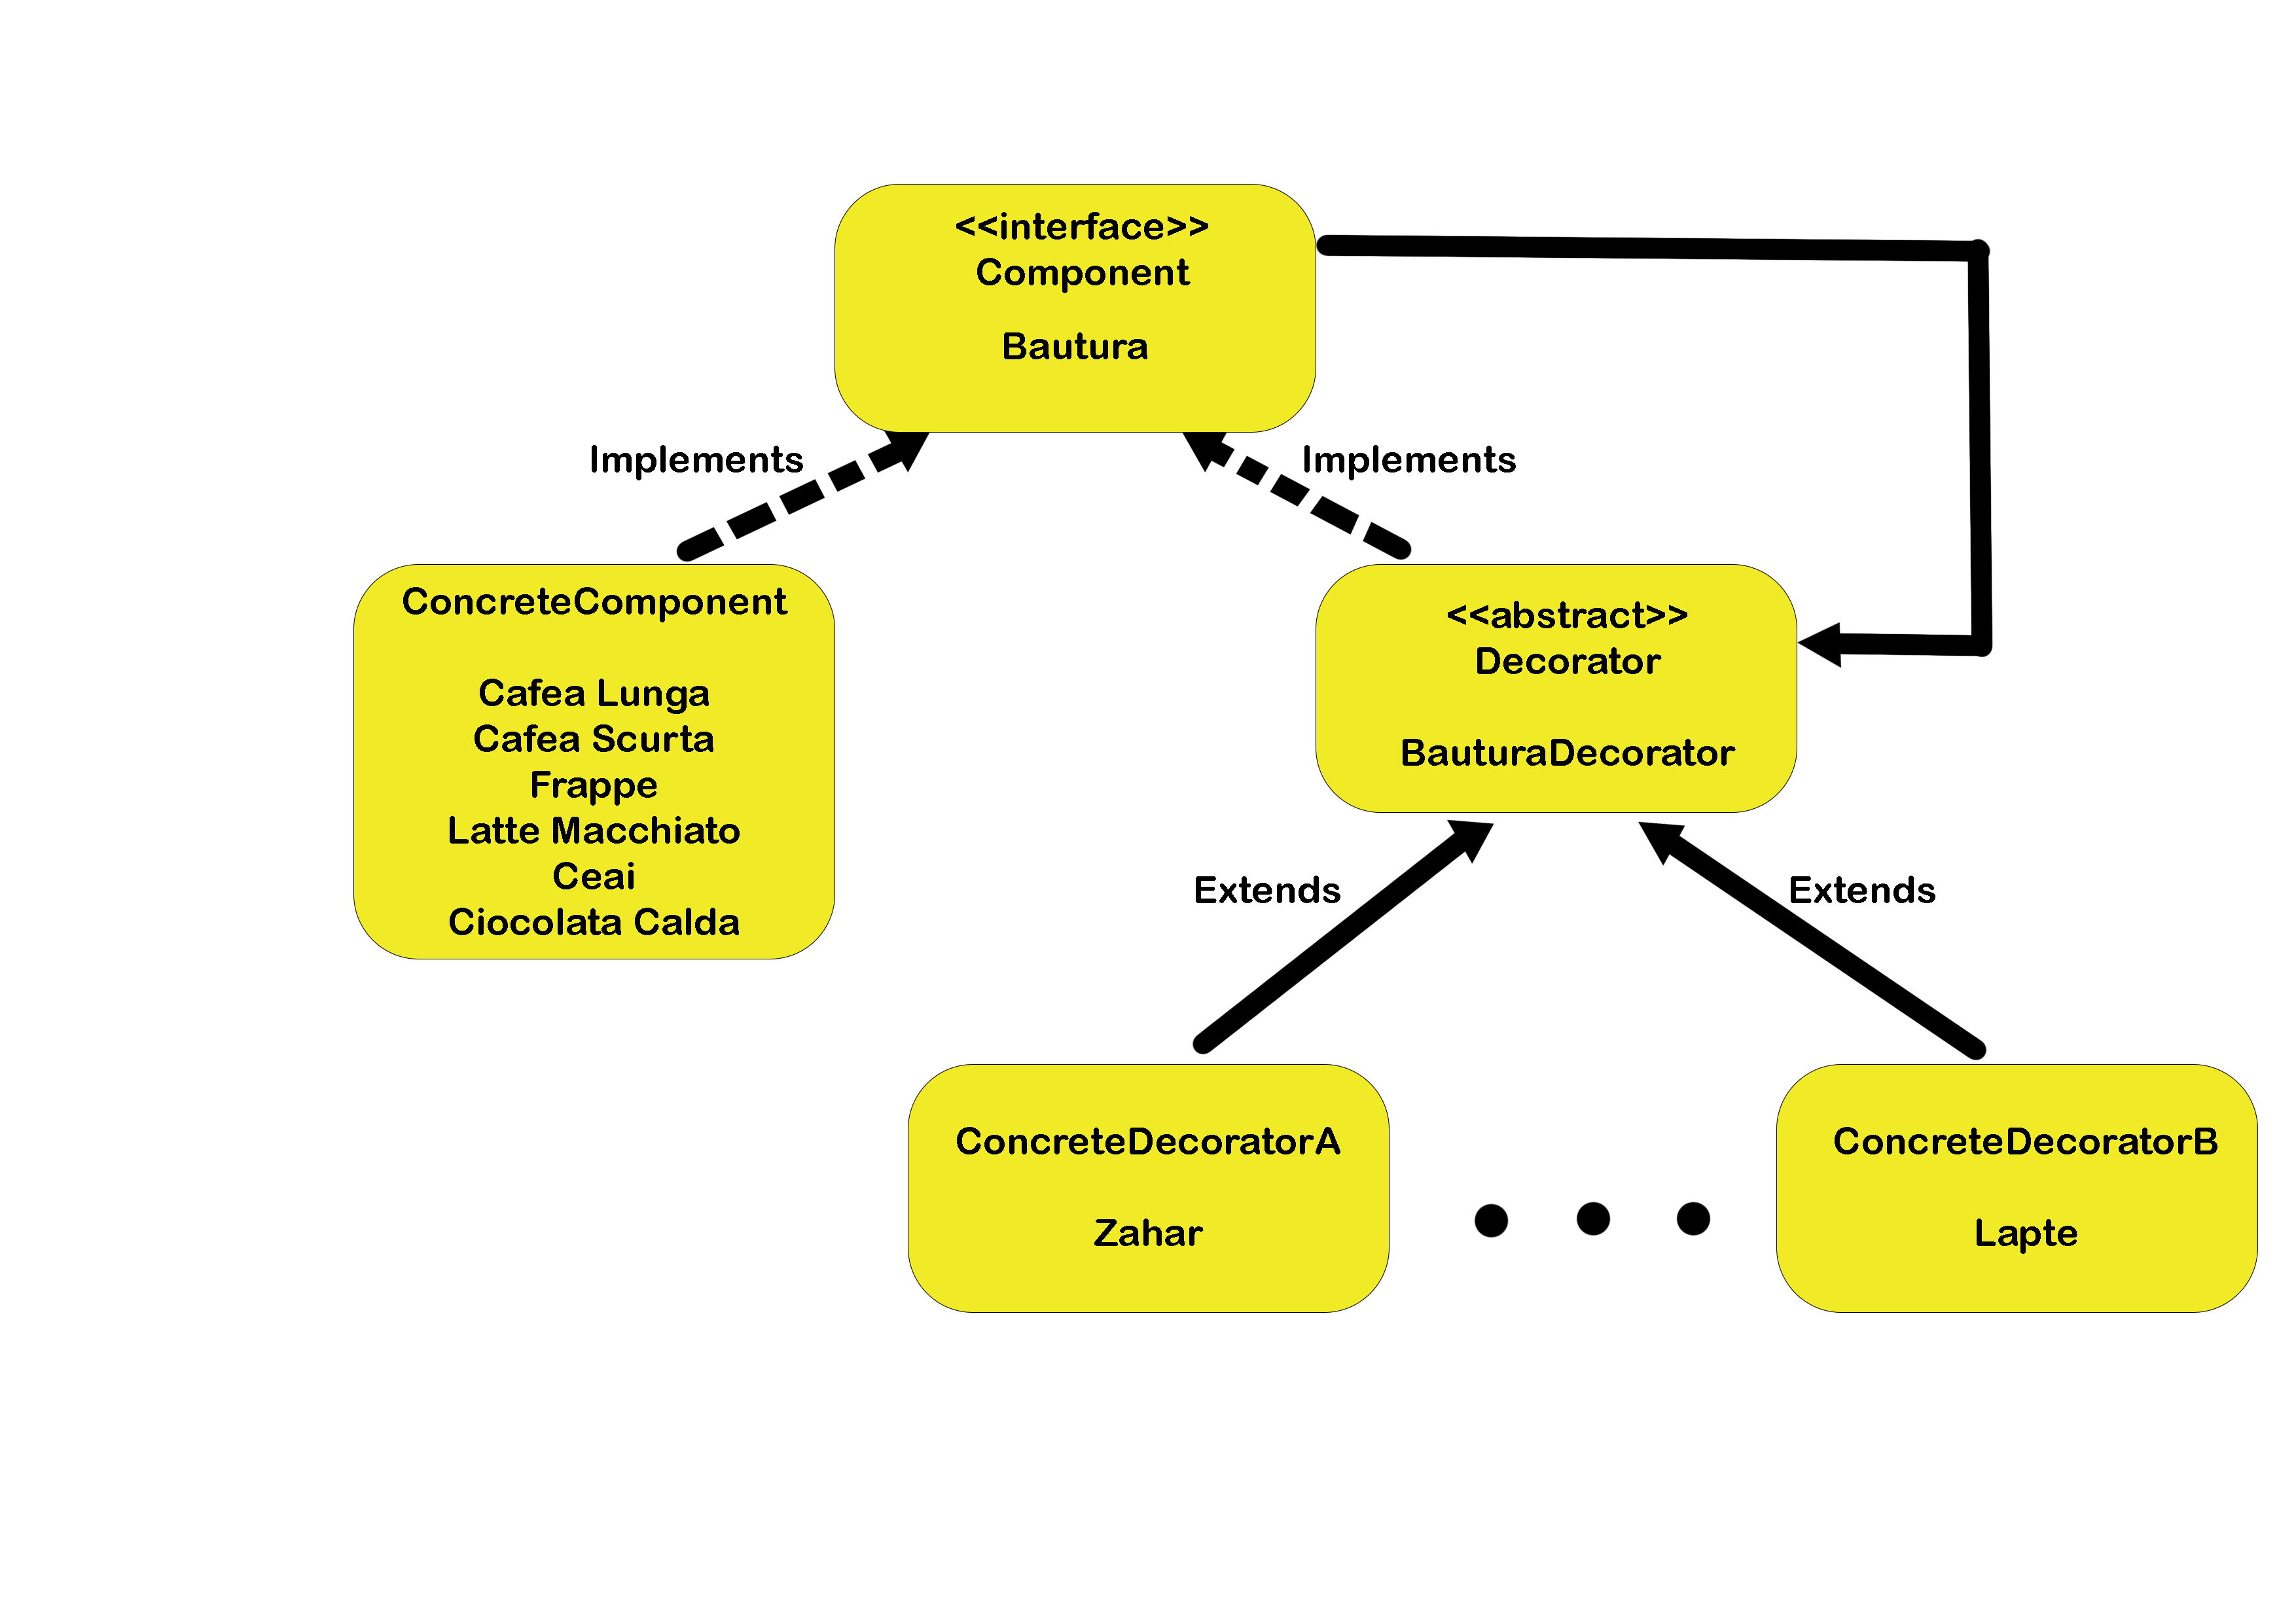 <<interface>>
Component
Bautura
Implements
Implements
ConcreteComponent
Cafea Lunga
Cafea Scurta
Frappe
Latte Macchiato
Ceai
Ciocolata Calda
<<abstract>>
Decorator
BauturaDecorator
Extends
Extends
ConcreteDecoratorA
Zahar
ConcreteDecoratorB
Lapte